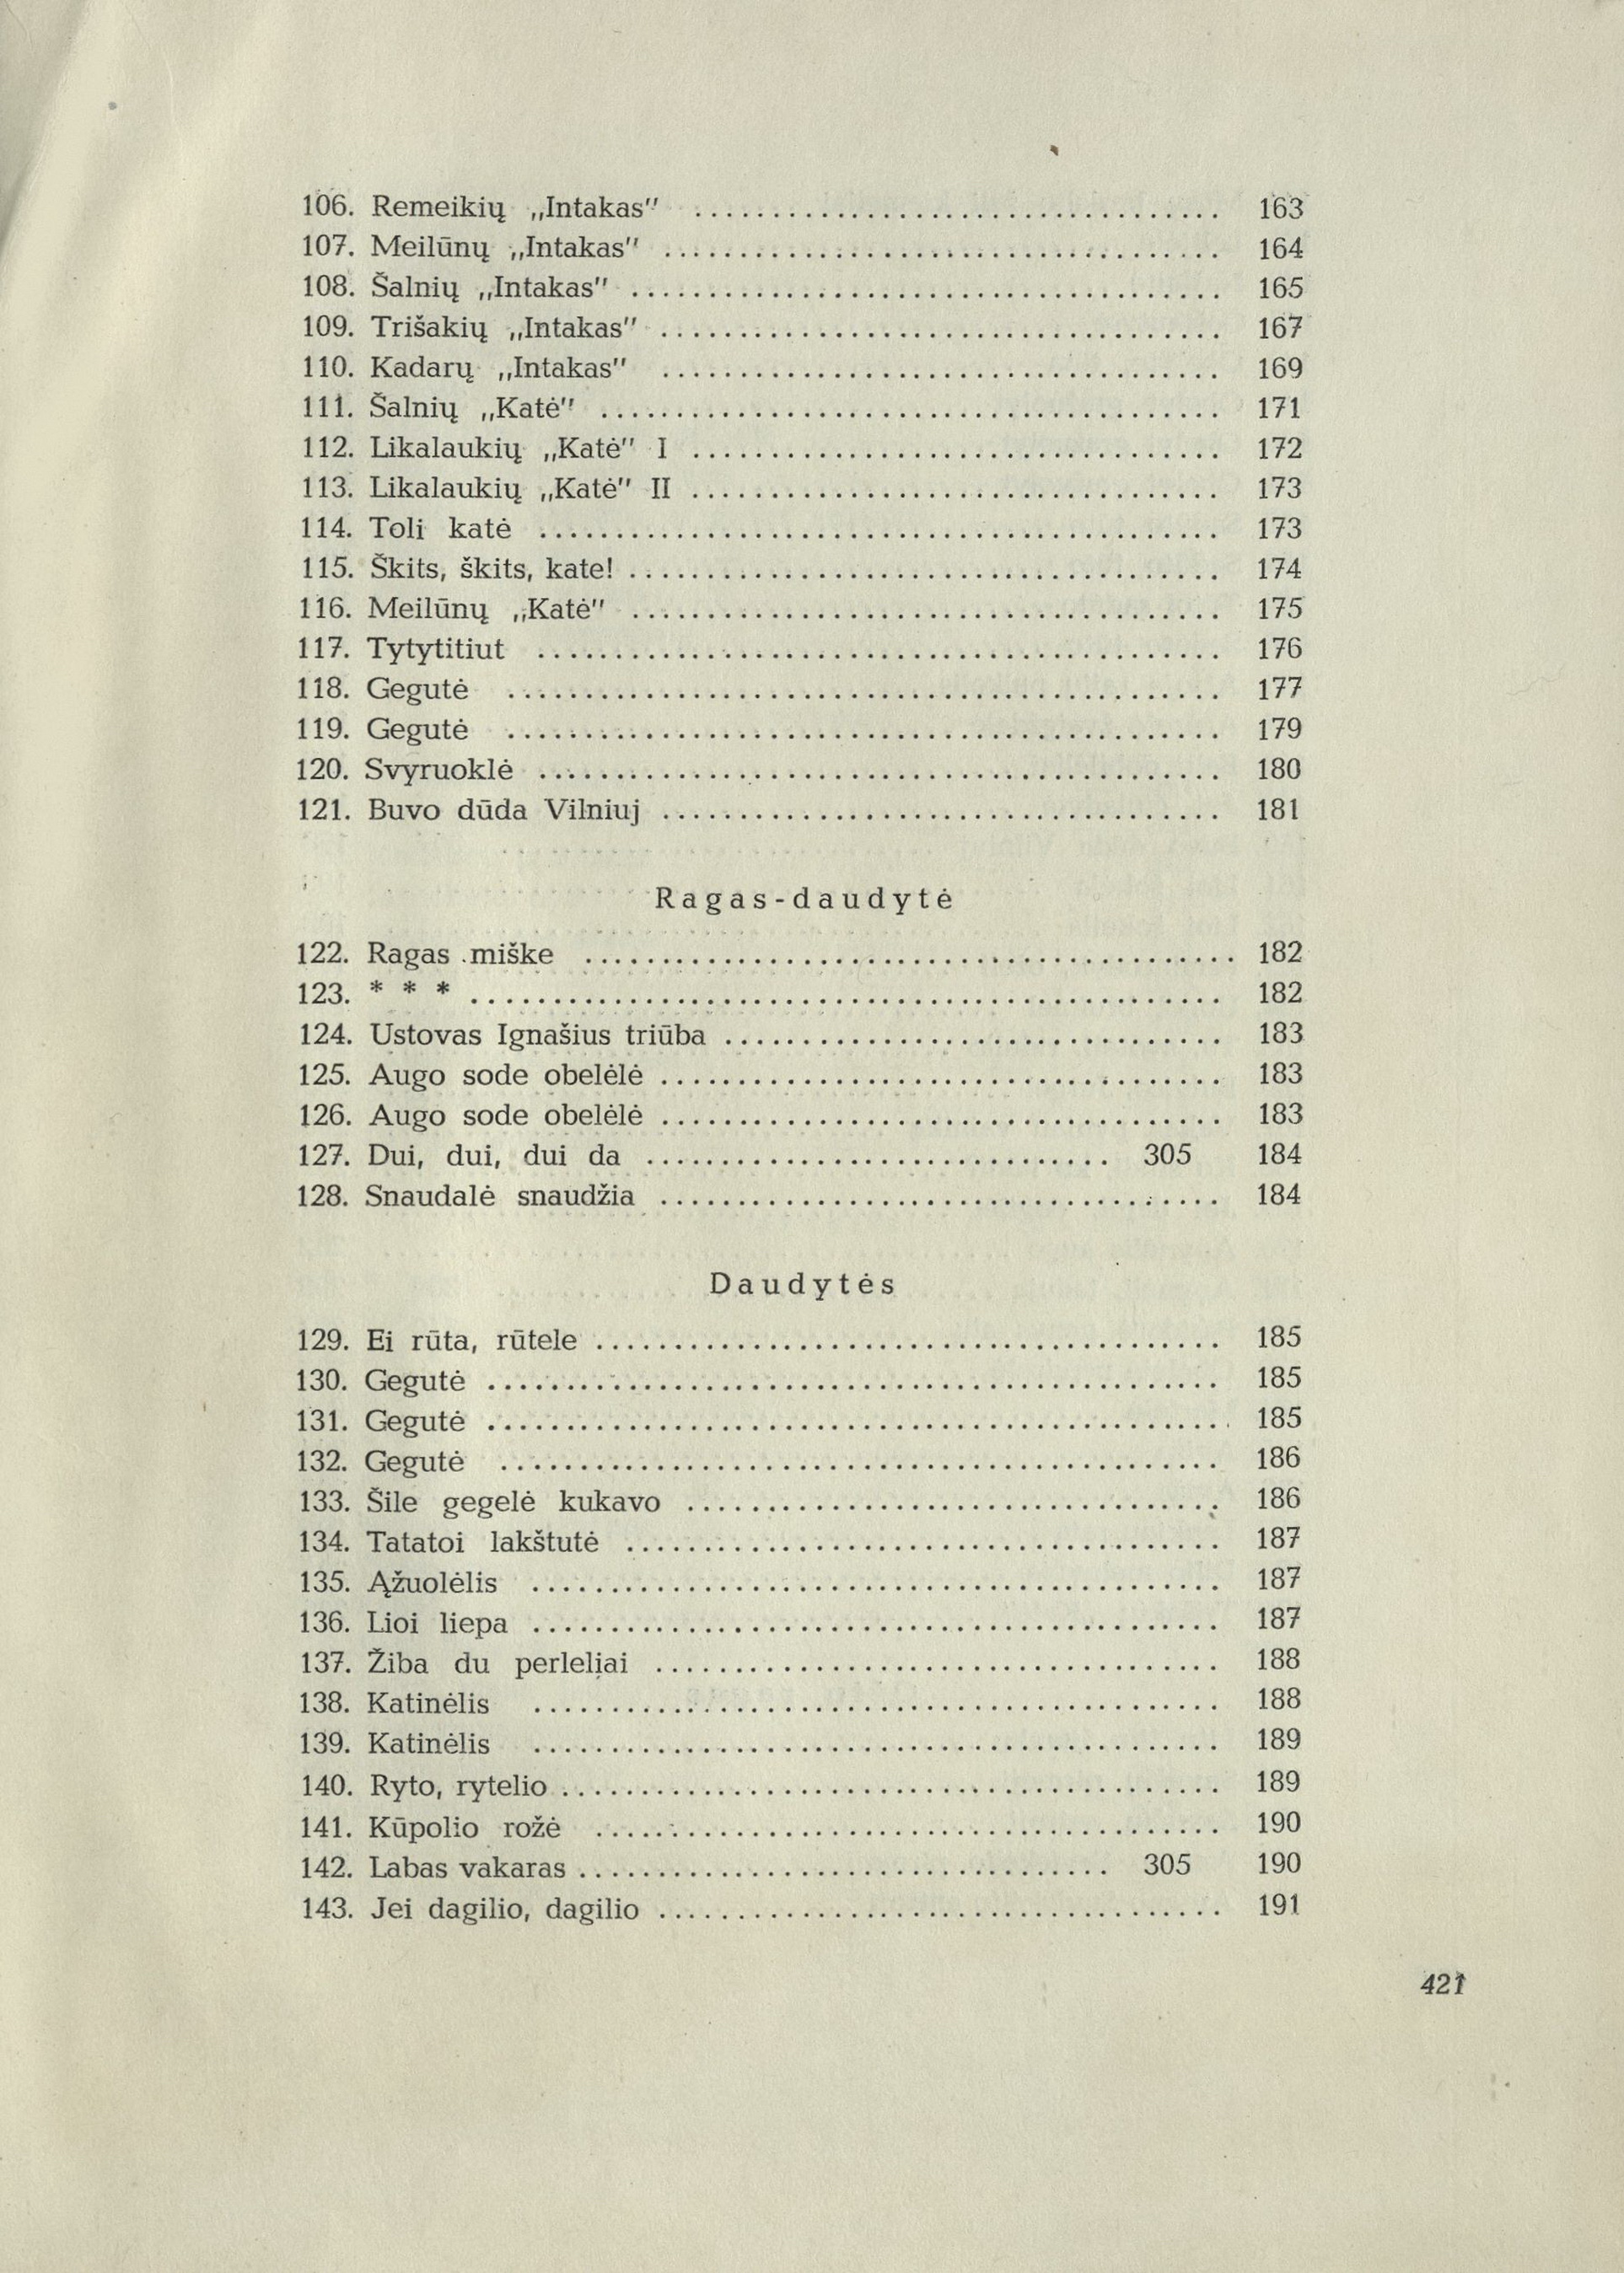 106. Remeikių „Intakas" .................................. 163
107. Meilūnų „Intakas" .................................... 164
108. Šalnių „Intakas" ...................................... 165
109. Trišakių „Intakas" .................................... 167
110. Kadarų „Intakas" .................................... 169
111. Šalnių „Katė" ........................................ 171
112. Likalaukių „Katė" I .................................. 172
113. Likalaukių „Katė" II .................................. 173
114. Toli katė ............................................ 173
115. Škits, škits, kate! ...................................... 174
116. Meilūnų „Katė" ...................................... 175
117. Tytytitiut ............................................ 176
118. Gegutė .............................................. 177
119. Gegutė .............................................. 179
120. Svyruoklė ............................................ 180
121. Buvo dūda Vilniuj .................................... 181
Ragas-daudytė
122. Ragas miške .......................................... 182
123. * * * ................................................ 182
124. Ustovas Ignašius triūba ................................ 183
125. Augo sode obelėlė .................................... 183
126. Augo sode obelėlė .................................... 183
127. Dui, dui, dui da .............................. 305 184
128. Snaudalė snaudžia .................................... 184
Daudytės
129. Ei rūta, rūtele ........................................ 185
130. Gegutė .............................................. 185
131. Gegutė .............................................. 185
132. Gegutė .............................................. 186
133. Šile gegelė kukavo .................................. 186
134. Tatatoi lakštutė ...................................... 187
135. Ąžuolėlis ............................................ 187
136. Lioi liepa ............................................ 187
137. Žiba du perleliai .................................... 188
138. Katinėlis ............................................ 188
139. Katinėlis ............................................ 189
140. Ryto, rytelio .......................................... 189
141. Kūpolio rožė ........................................ 190
142. Labas vakaras .................................. 305 190
143. Jei dagilio, dagilio .................................... 191
421